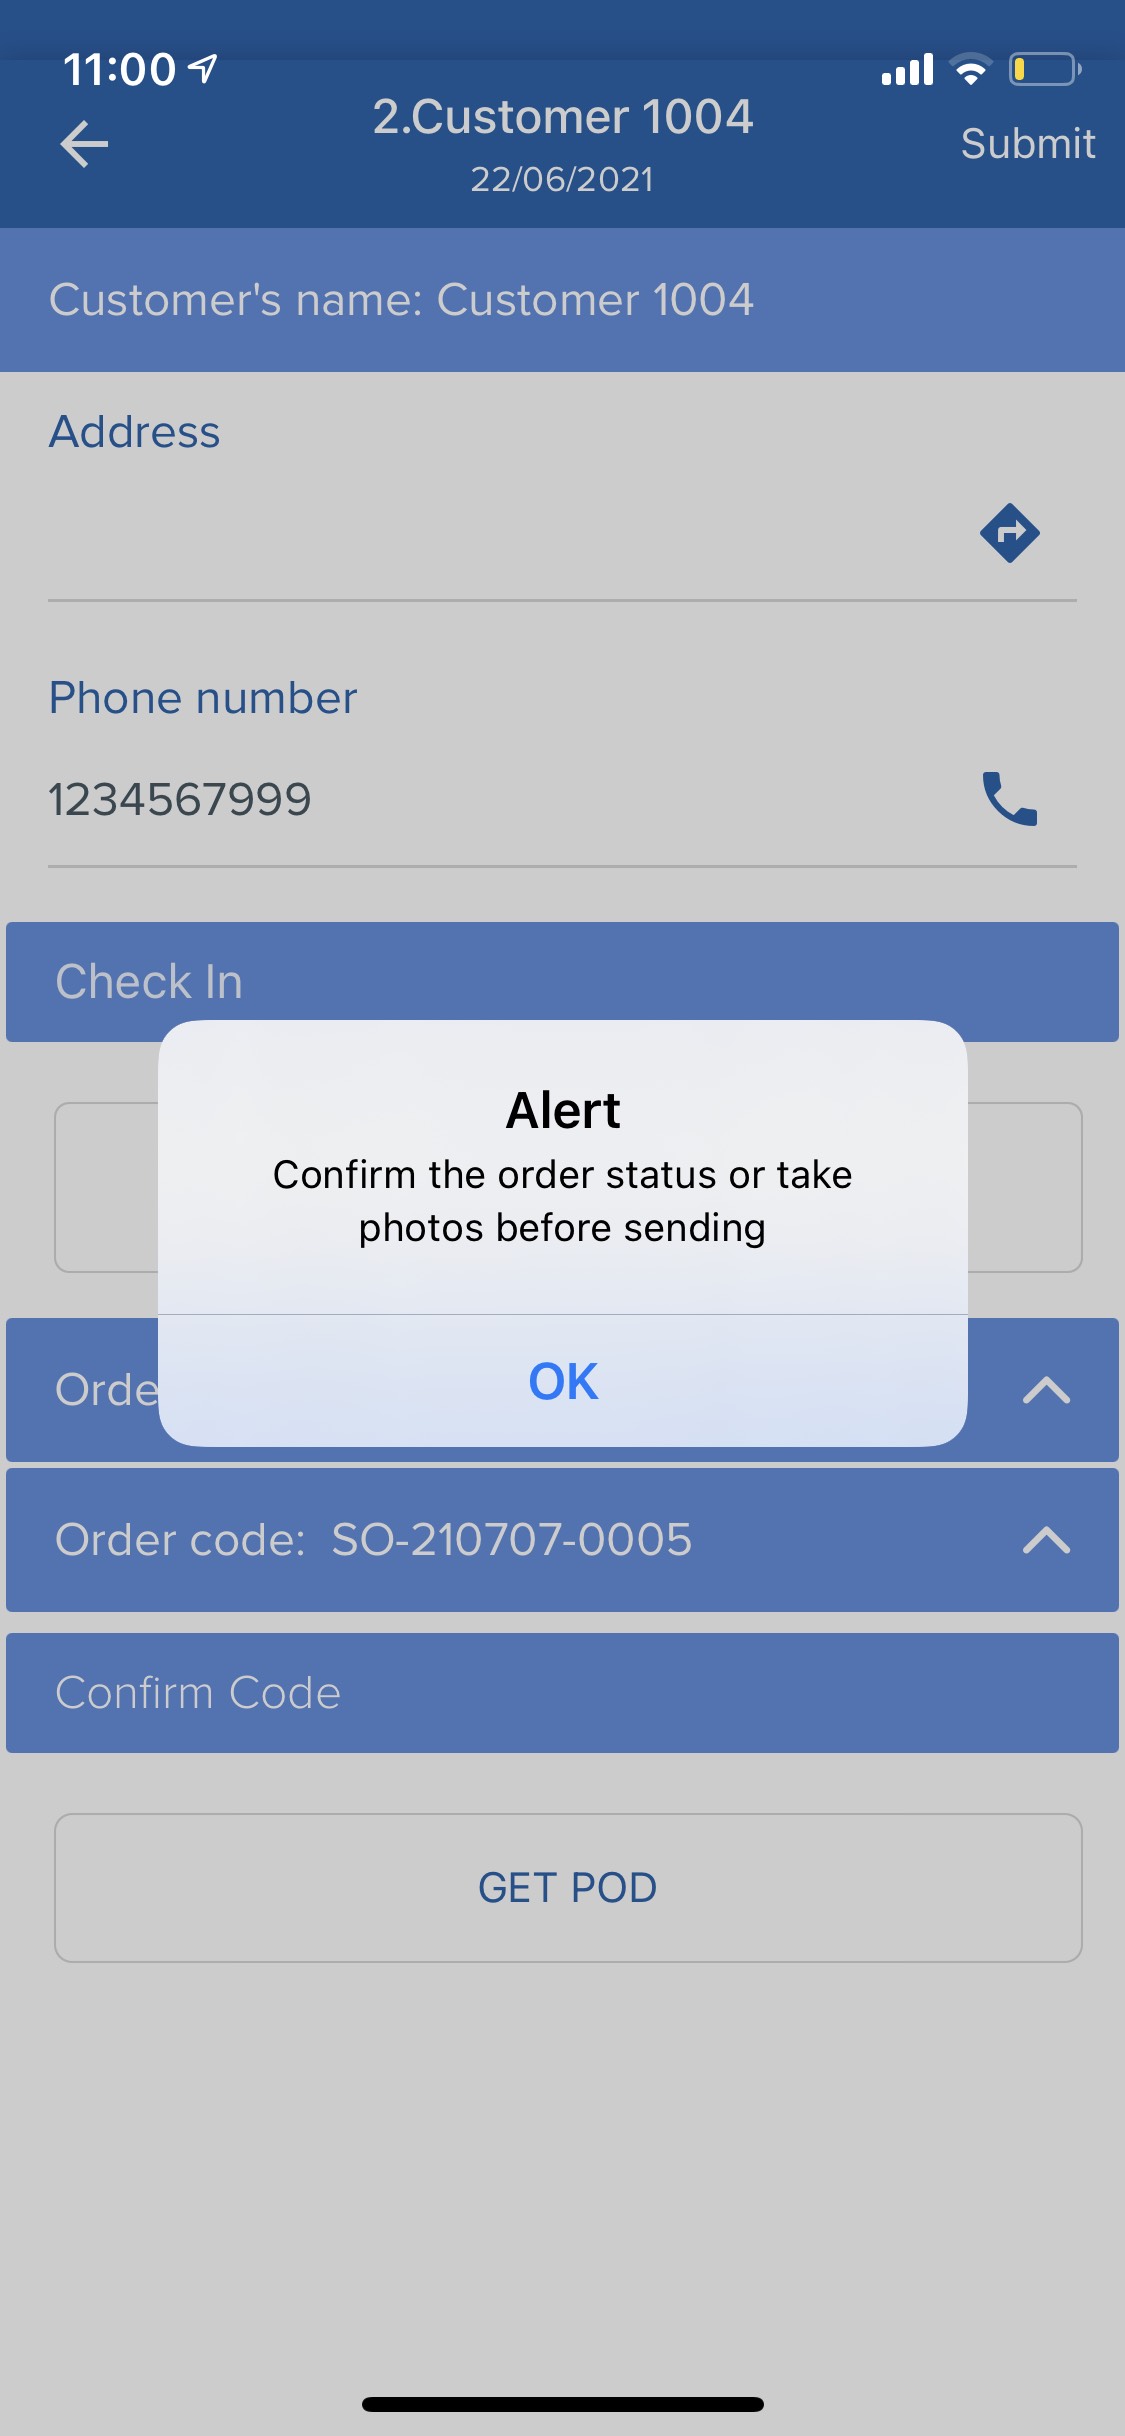 11:00
2.Customer 1004
Submit
22/06/2021
Customer's name: Customer 1004
Address
Phone number
1234567999
Check In
Alert
Confirm the order status or take
photos before sending
OK
Order code: SO-210707-0005
Confirm Code
GET POD